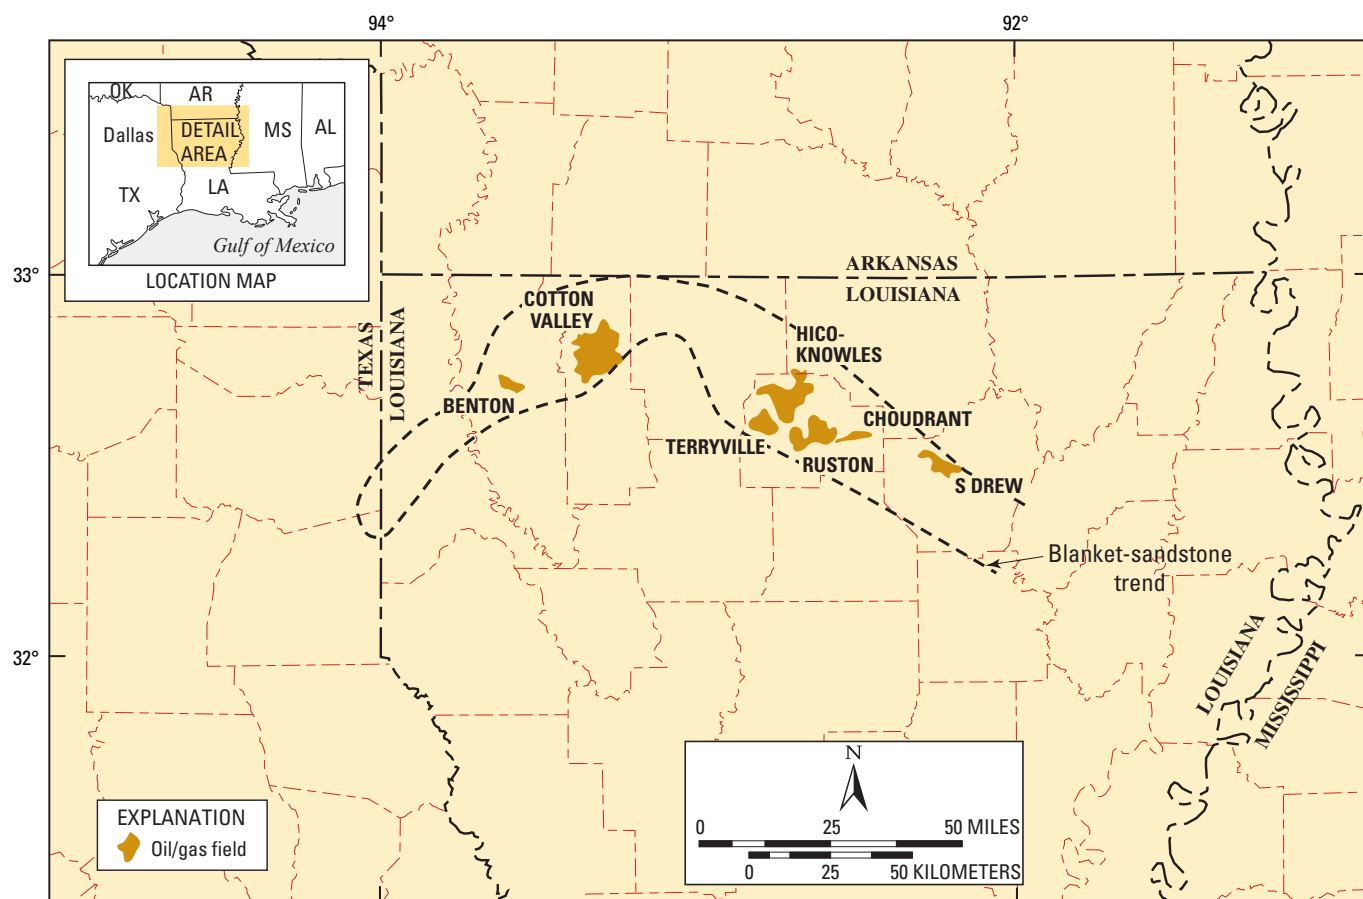 94°
92°
OK
AR
Dallas
DETAIL
AREA
MS
AL
TX
LA
Gulf of Mexico
LOCATION MAP
33°
ARKANSAS
LOUISIANA
COTTON
VALLEY
TEXAS
LOUISIANA
HICO-
KNOWLES
BENTON
CHOUDRANT
TERRYVILLE
RUSTON
S DREW
Blanket-sandstone
trend
32°
LOUISIANA
MISSISSIPPI
EXPLANATION
Oil/gas field
N
0 25 50 MILES
0 25 50 KILOMETERS